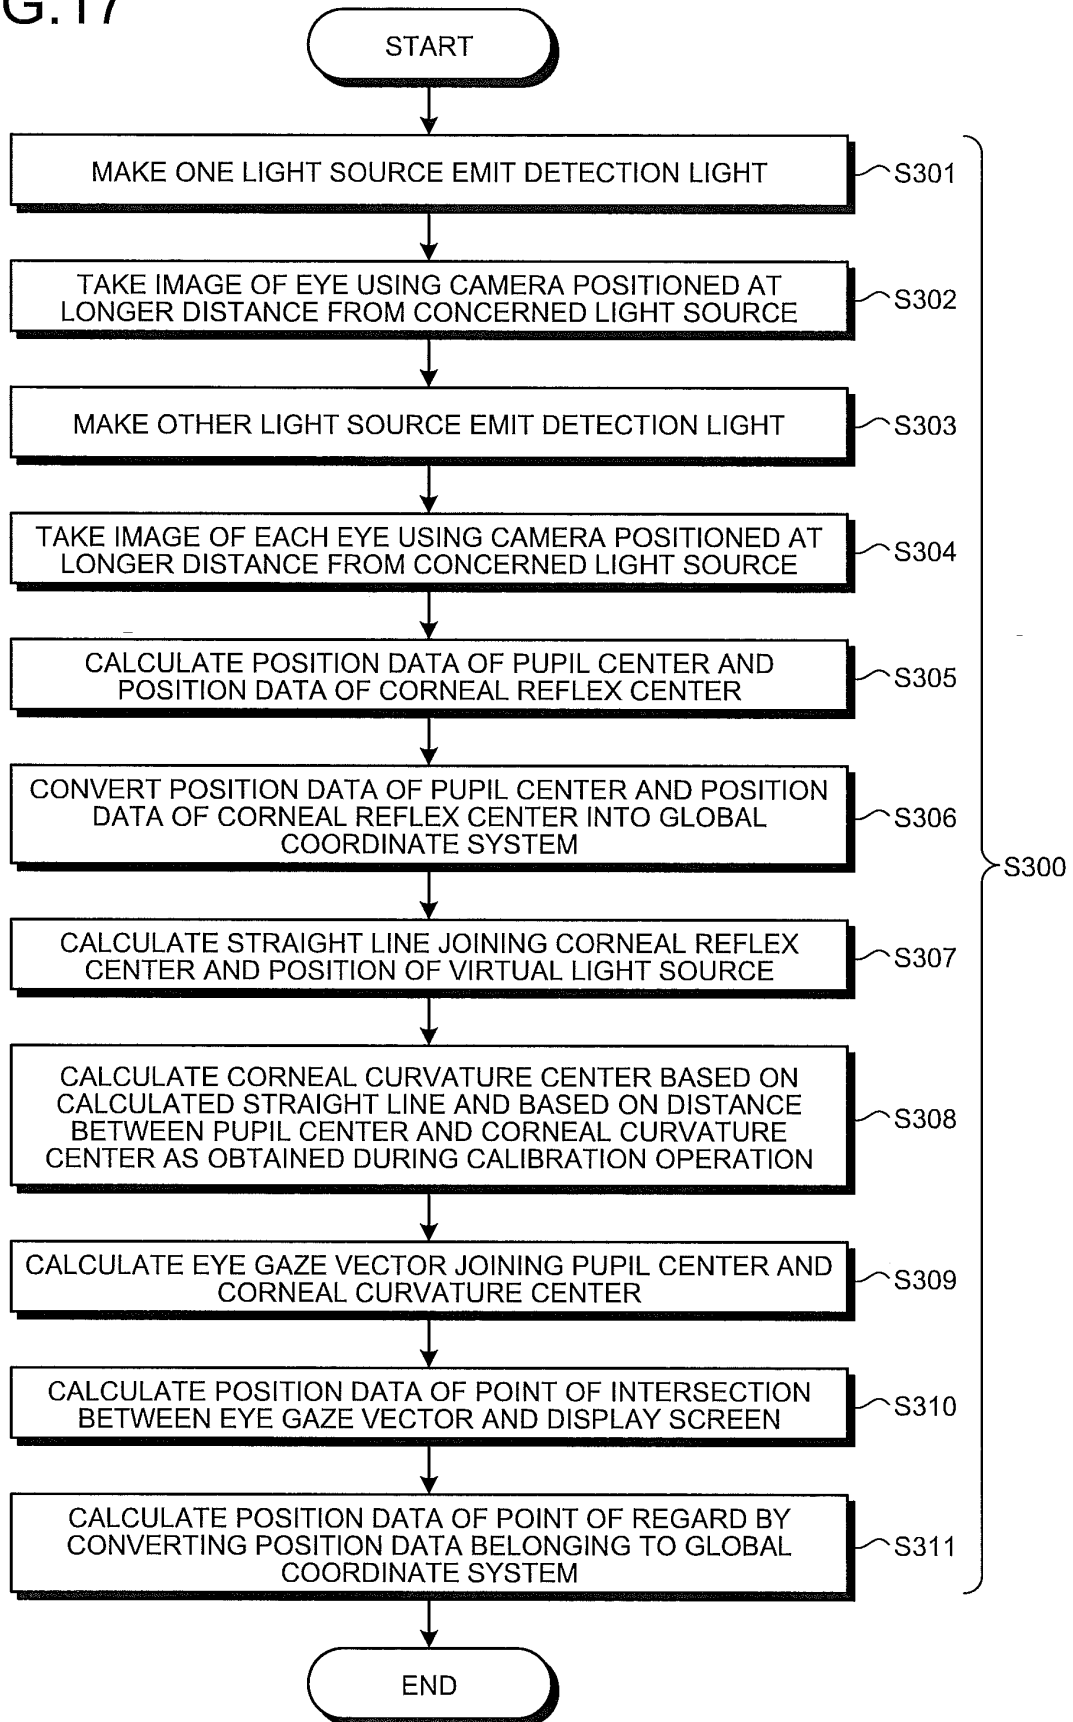 G.17
START
MAKE ONE LIGHT SOURCE EMIT DETECTION LIGHT
S301
TAKE IMAGE OF EYE USING CAMERA POSITIONED AT
LONGER DISTANCE FROM CONCERNED LIGHT SOURCE
S302
MAKE OTHER LIGHT SOURCE EMIT DETECTION LIGHT
S303
TAKE IMAGE OF EACH EYE USING CAMERA POSITIONED AT
LONGER DISTANCE FROM CONCERNED LIGHT SOURCE
S304
CALCULATE POSITION DATA OF PUPIL CENTER AND
POSITION DATA OF CORNEAL REFLEX CENTER
S305
CONVERT POSITION DATA OF PUPIL CENTER AND POSITION
DATA OF CORNEAL REFLEX CENTER INTO GLOBAL
COORDINATE SYSTEM
S306
S300
CALCULATE STRAIGHT LINE JOINING CORNEAL REFLEX
CENTER AND POSITION OF VIRTUAL LIGHT SOURCE
S307
CALCULATE CORNEAL CURVATURE CENTER BASED ON
CALCULATED STRAIGHT LINE AND BASED ON DISTANCE
BETWEEN PUPIL CENTER AND CORNEAL CURVATURE
CENTER AS OBTAINED DURING CALIBRATION OPERATION
S308
CALCULATE EYE GAZE VECTOR JOINING PUPIL CENTER AND
CORNEAL CURVATURE CENTER
S309
CALCULATE POSITION DATA OF POINT OF INTERSECTION
BETWEEN EYE GAZE VECTOR AND DISPLAY SCREEN
S310
CALCULATE POSITION DATA OF POINT OF REGARD BY
CONVERTING POSITION DATA BELONGING TO GLOBAL
COORDINATE SYSTEM
S311
END